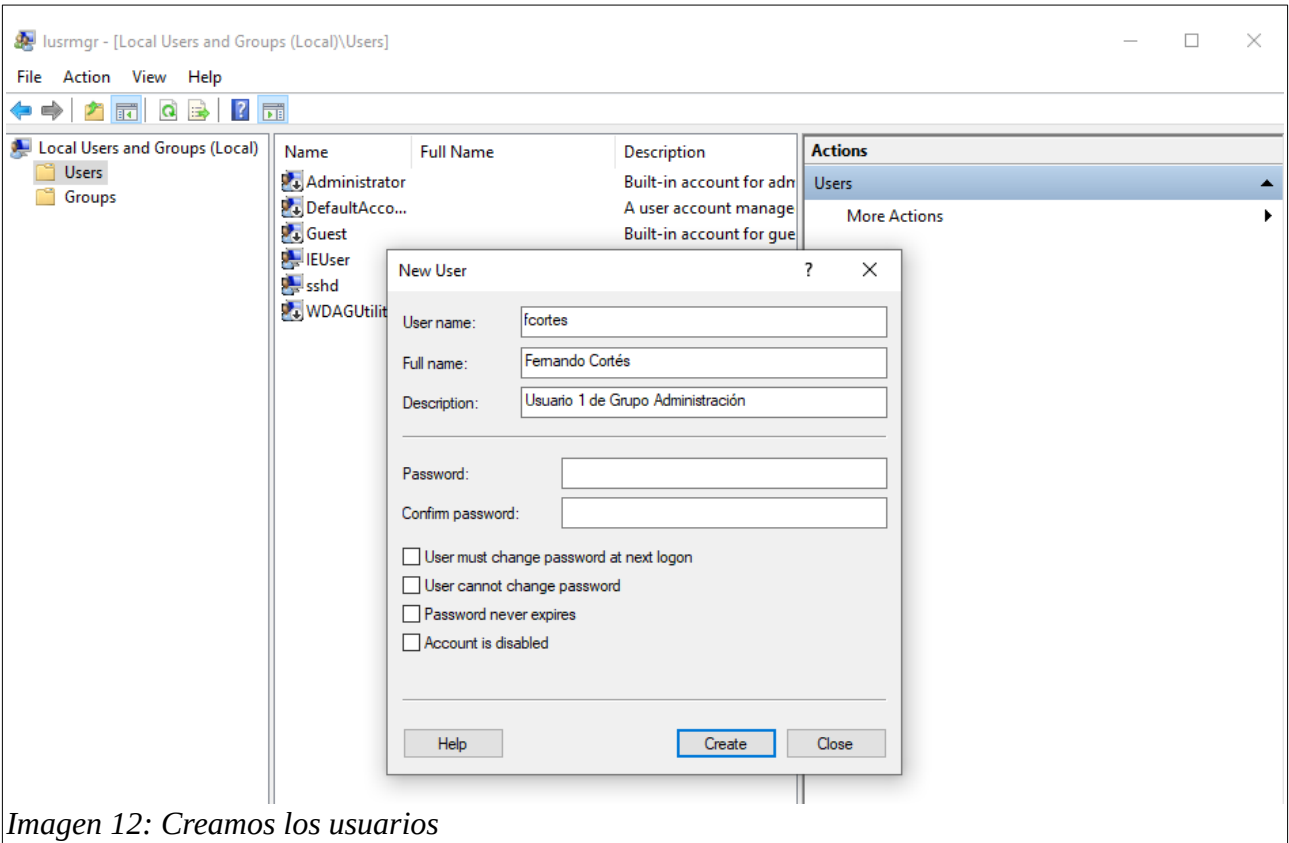 lusrmgr - [Local Users and Groups (Local)\Users]
File Action View Help
Local Users and Groups (Local)
Users
Groups
Name Full Name Description
Administrator Built-in account for adm
DefaultAcco... A user account manage
Guest Built-in account for gue
IEUser
sshd
WDAGUtilit
Actions
Users
More Actions
New User
User name: fcortes
Full name: Fernando Cortés
Description: Usuario 1 de Grupo Administración
Password:
Confirm password:
User must change password at next logon
User cannot change password
Password never expires
Account is disabled
Help Create Close
Imagen 12: Creamos los usuarios